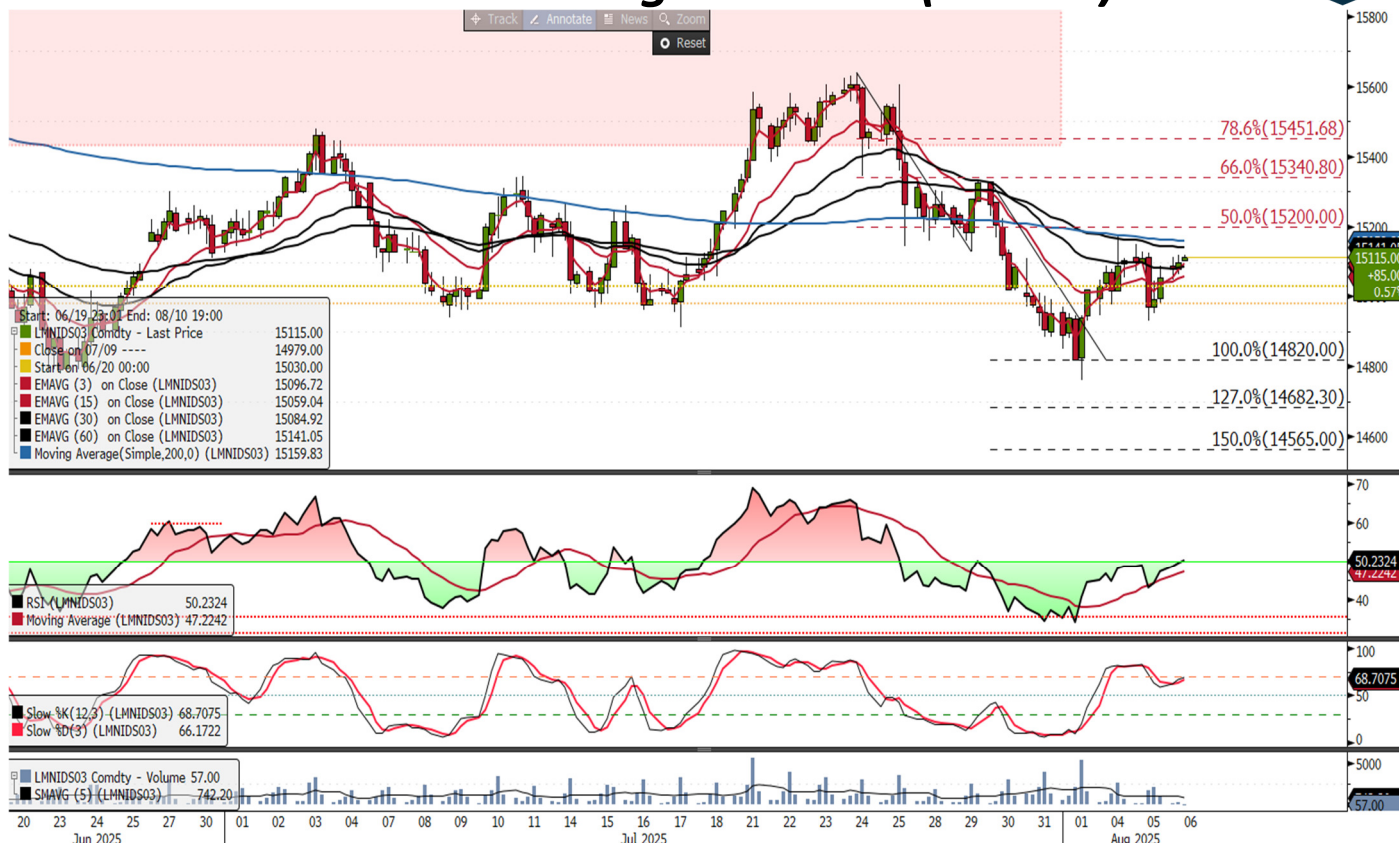 Track Annotate News Zoom
Reset
15800
15600
78.6%(15451.68)
15400
66.0%(15340.80)
50.0%(15200.00)
15200
15141.05
15115.00
+85.00
0.57%
Start: 06/19 23:01 End: 08/10 19:00
LMNIDS03 Comdty - Last Price 15115.00
Close on 07/09 ---- 14979.00
Start on 06/20 00:00 15030.00
EMAVG (3) on Close (LMNIDS03) 15096.72
EMAVG (15) on Close (LMNIDS03) 15059.04
EMAVG (30) on Close (LMNIDS03) 15084.92
EMAVG (60) on Close (LMNIDS03) 15141.05
Moving Average(Simple,200,0) (LMNIDS03) 15159.83
100.0%(14820.00)
14800
127.0%(14682.30)
14600
150.0%(14565.00)
70
60
50.2324
47.2242
40
RSI (LMNIDS03) 50.2324
Moving Average (LMNIDS03) 47.2242
100
68.7075
50
0
Slow %K(12,3) (LMNIDS03) 68.7075
Slow %D(3) (LMNIDS03) 66.1722
LMNIDS03 Comdty - Volume 57.00
SMAVG (5) (LMNIDS03) 742.20
5000
57.00
20 23 24 25 26 27 30 01 02 03 04 07 08 09 10 11 14 15 16 17 18 21 22 23 24 25 28 29 30 31 01 04 05 06
Jun 2025 Jul 2025 Aug 2025